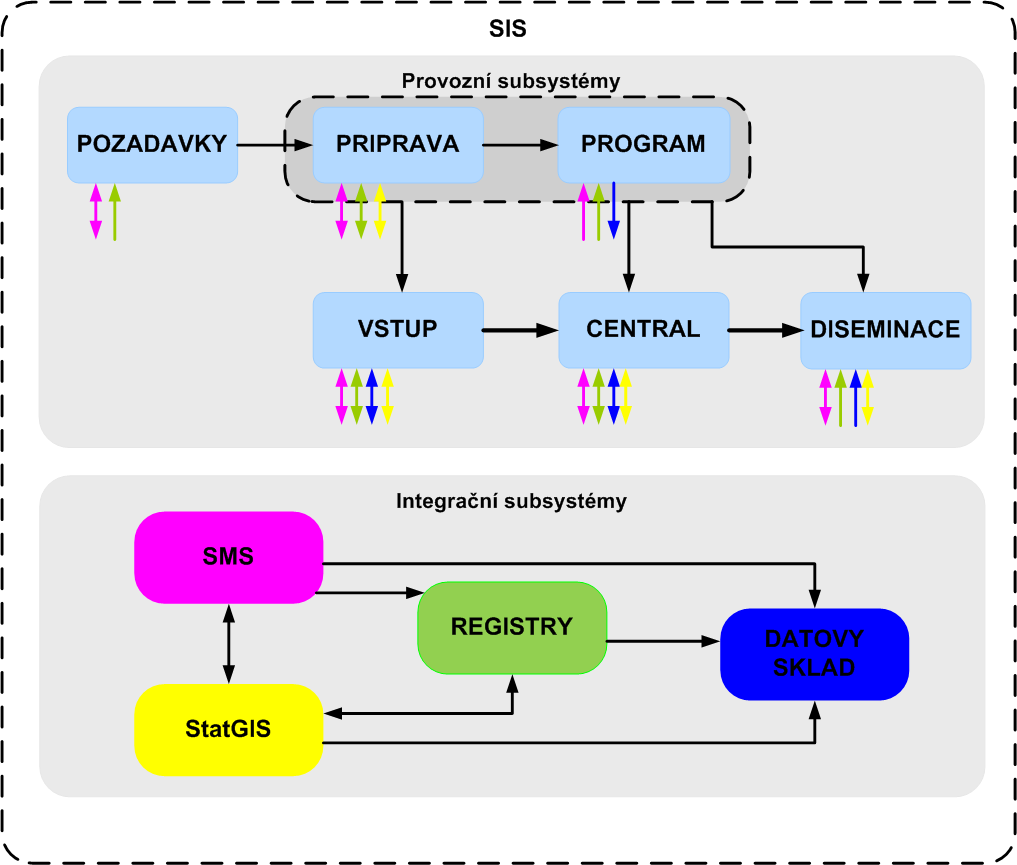 SIS
Provozní subsystémy
POZADAVKY
PRIPRAVA
PROGRAM
VSTUP
CENTRAL
DISEMINACE
Integrační subsystémy
SMS
REGISTRY
DATOVY
SKLAD
StatGIS